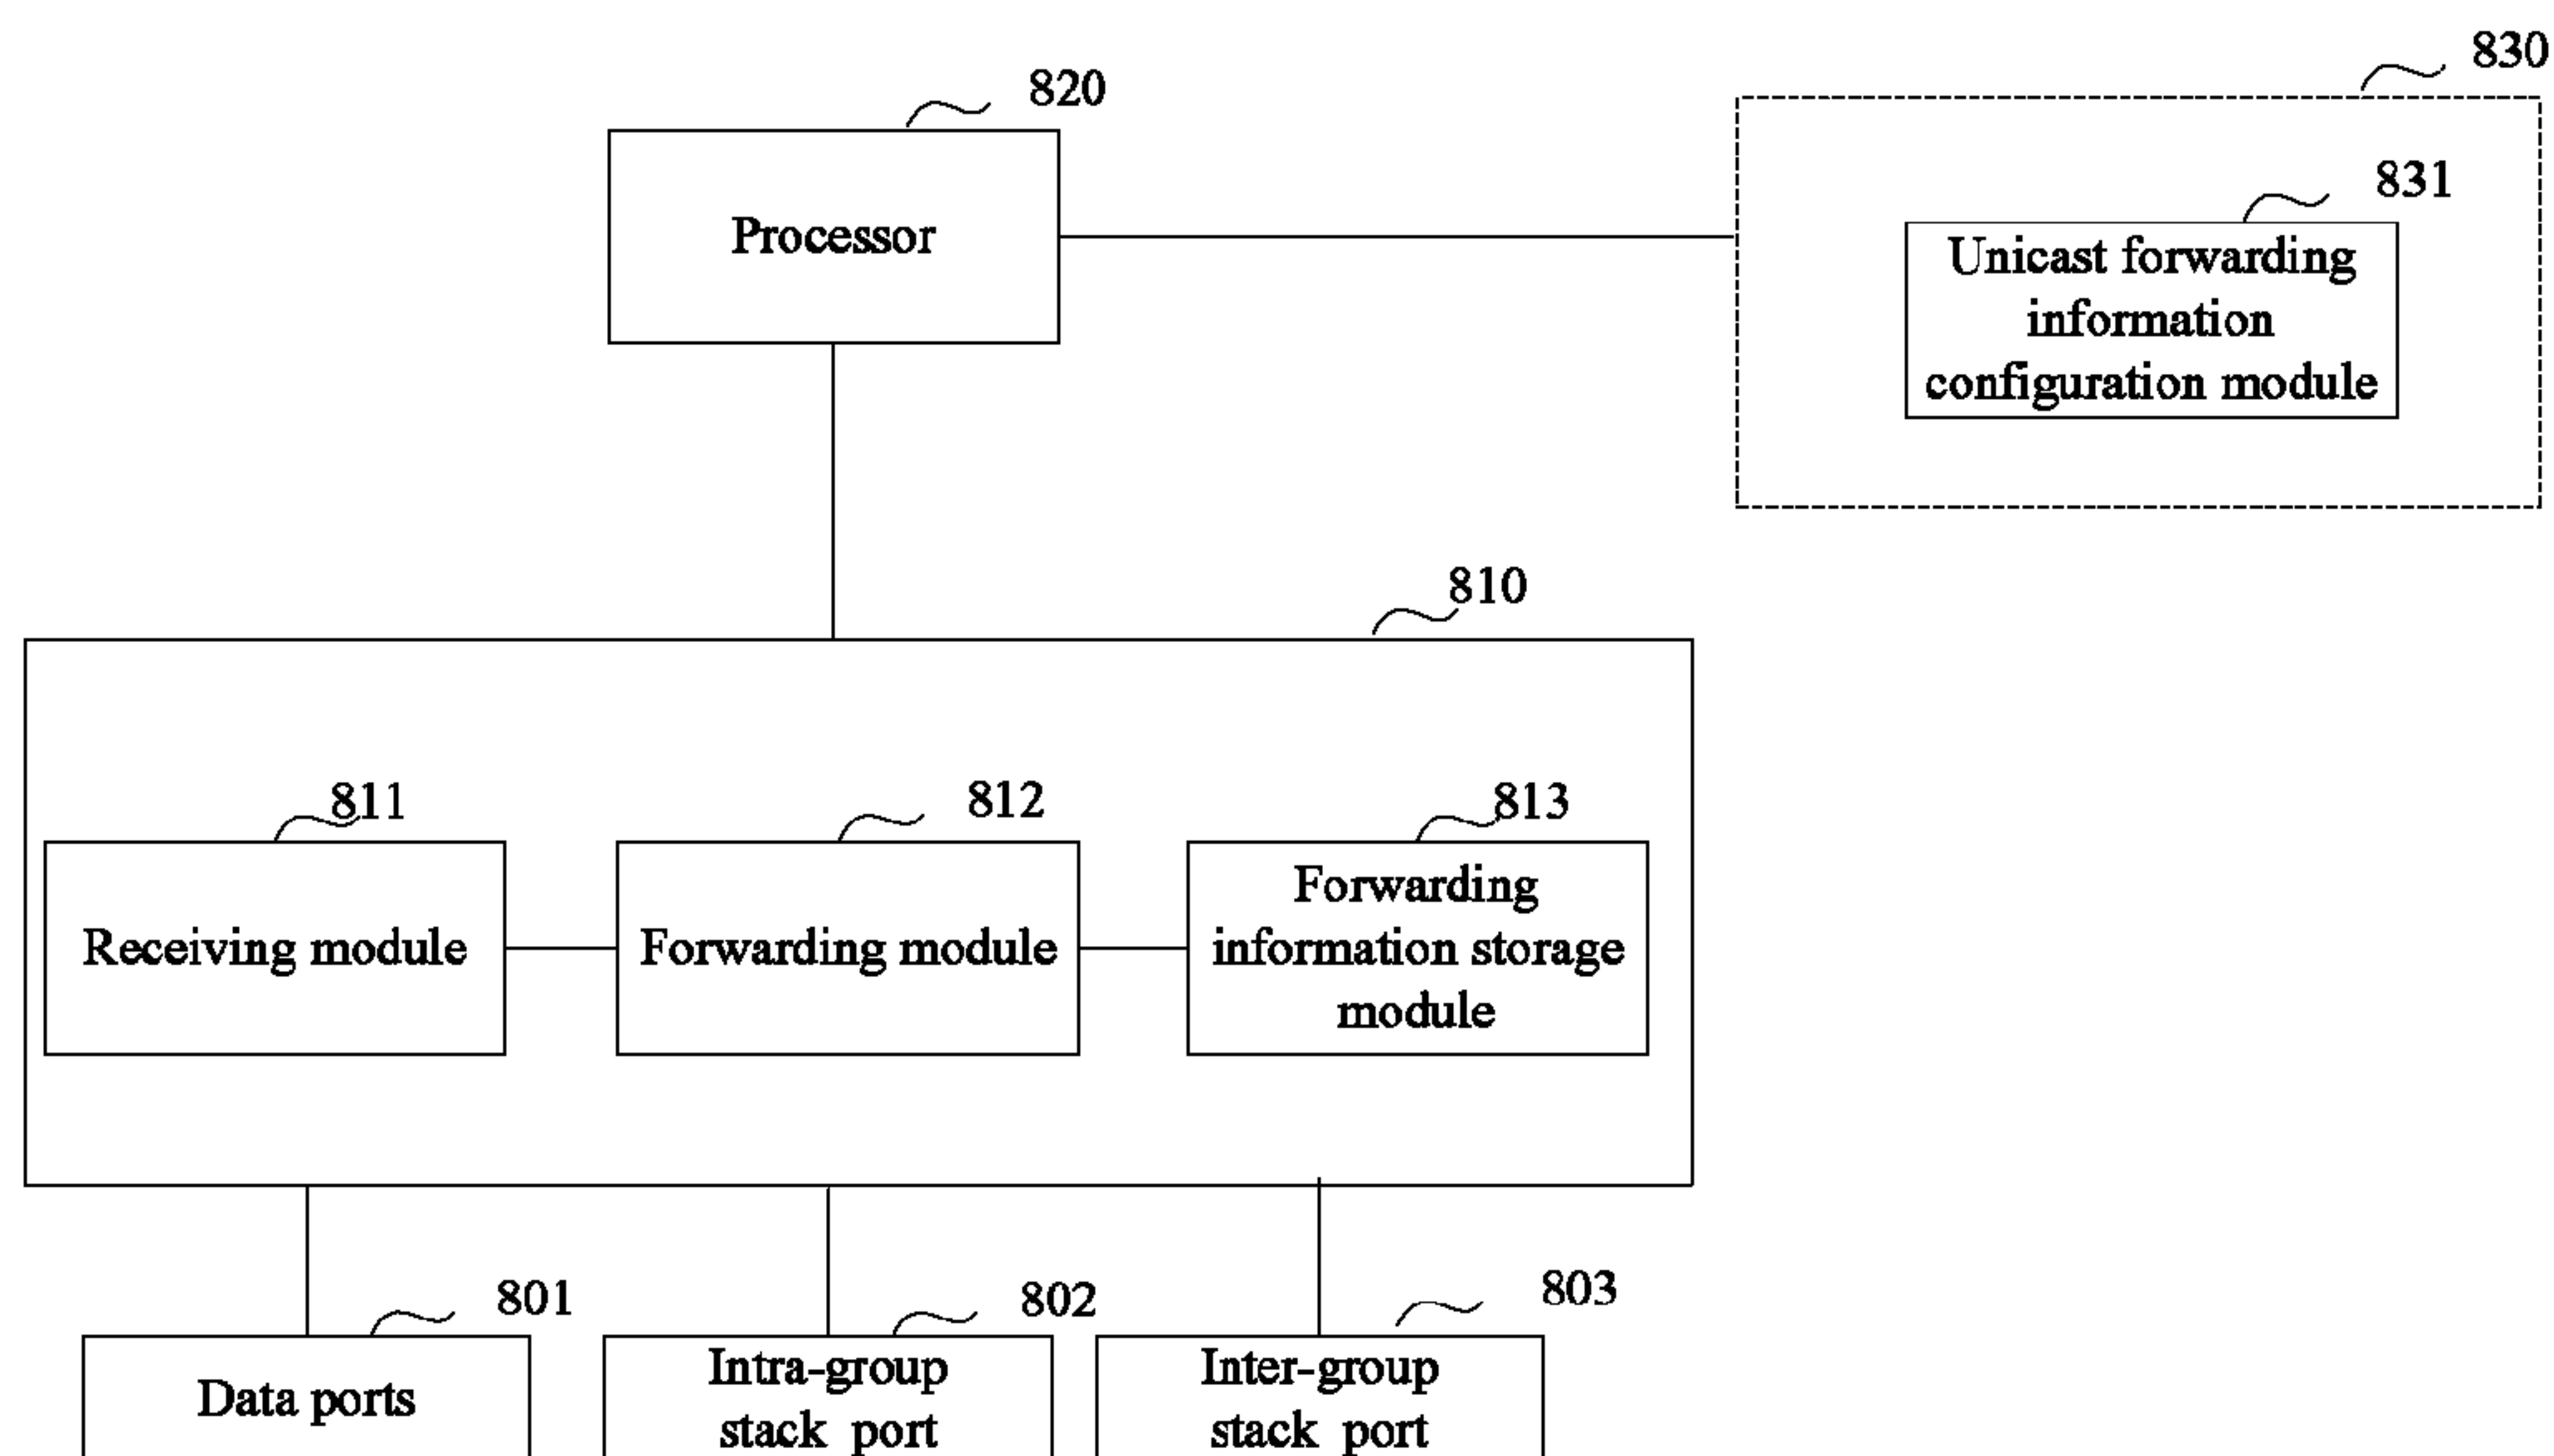 830
820
831
Processor
Unicast forwarding
information
configuration module
810
811
812
813
Receiving module
Forwarding module
Forwarding
information storage
module
801
802
803
Data ports
Intra-group
stack port
Inter-group
stack port